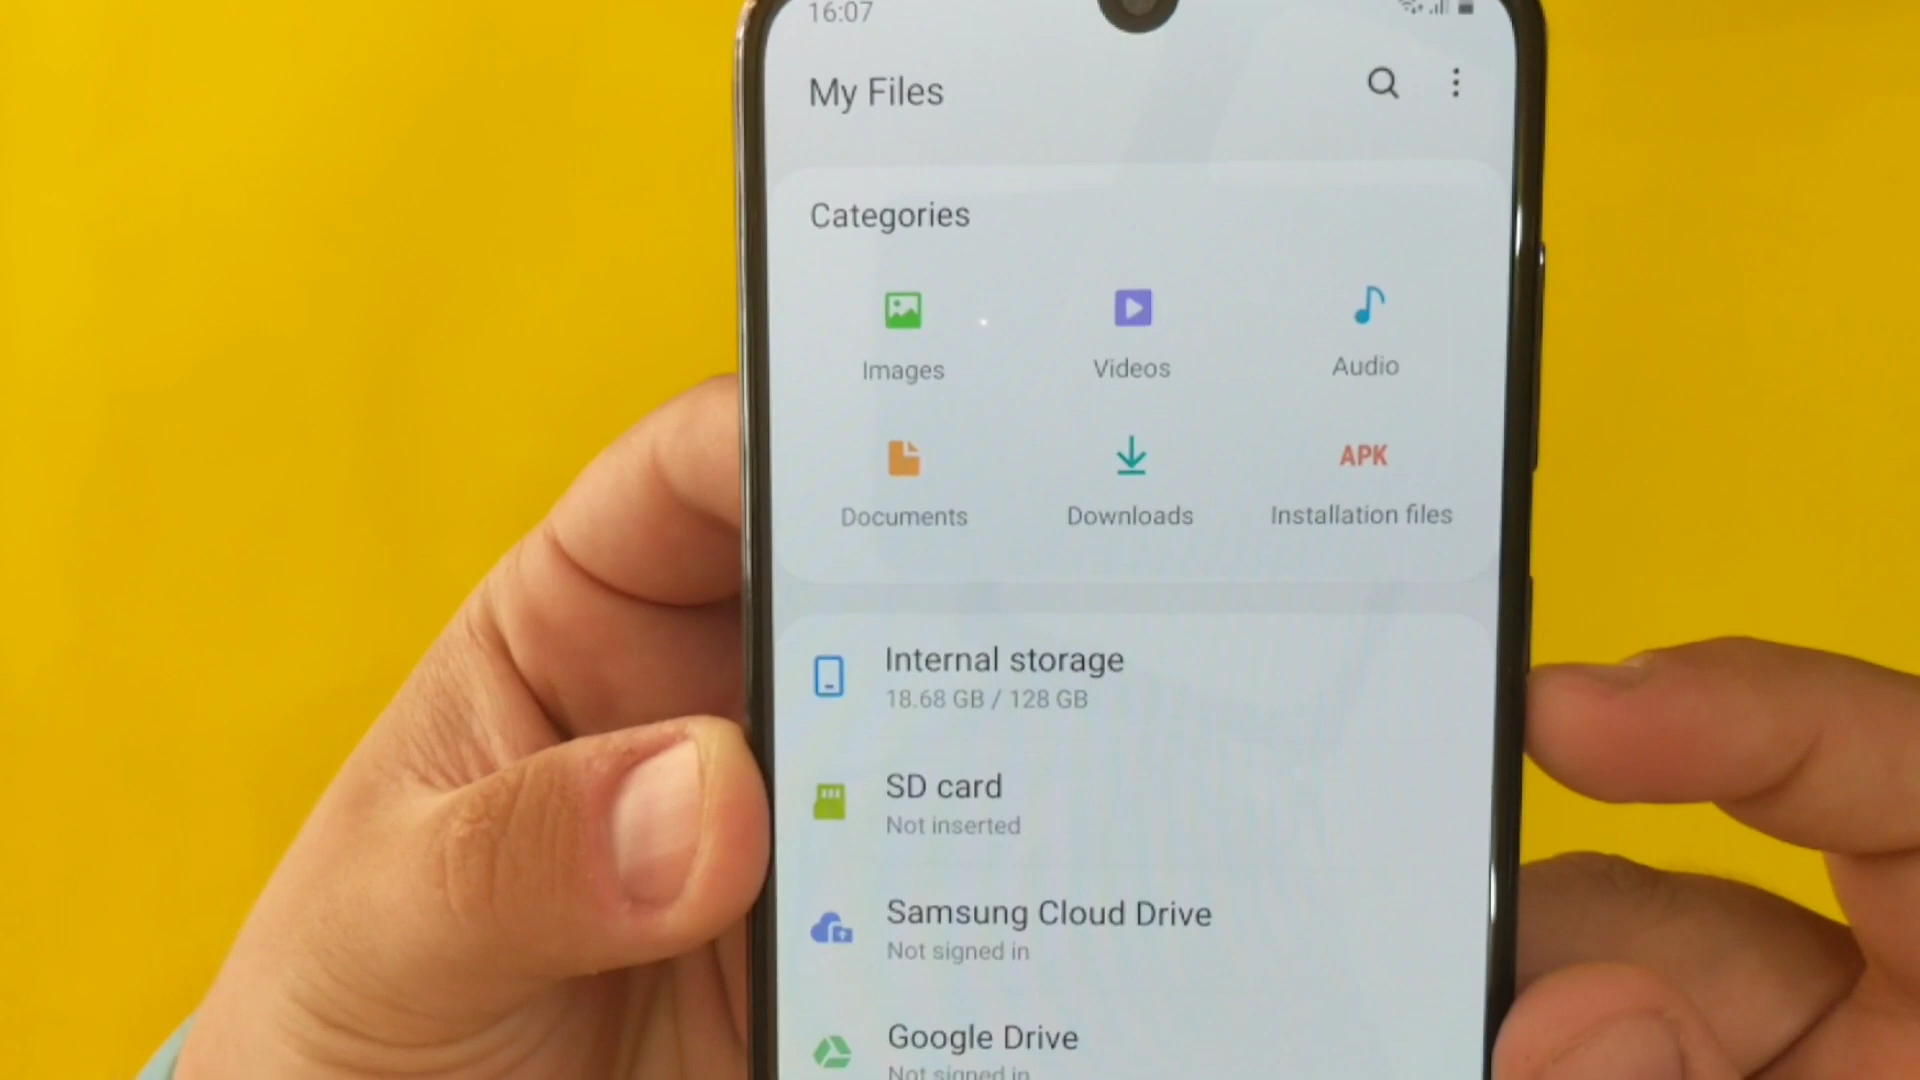 16:07
My Files
Categories
Images
Videos
Audio
Documents
Downloads
APK
Installation files
Internal storage
18.68 GB / 128 GB
SD card
Not inserted
Samsung Cloud Drive
Not signed in
Google Drive
Not signed in